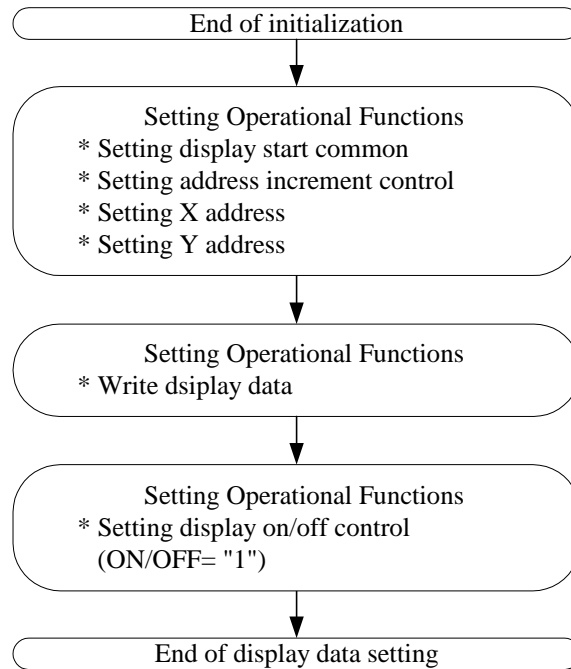 End of initialization
Setting Operational Functions
* Setting display start common
* Setting address increment control
* Setting X address
* Setting Y address
Setting Operational Functions
* Write dsiplay data
Setting Operational Functions
* Setting display on/off control
(ON/OFF= "1")
End of display data setting